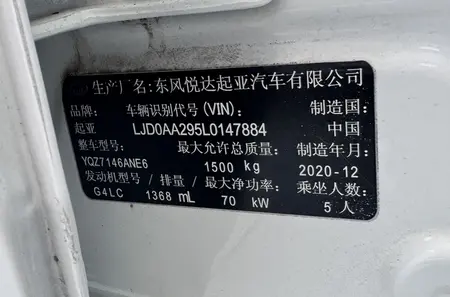 生产厂名:东风悦达起亚汽车有限公司
品牌: 车辆识别代号(VIN): 制造国:
起亚 LJD0AA295L0147884 中国
整车型号: 最大允许总质量: 制造年月:
YQZ7146ANE6 1500 kg 2020-12
发动机型号/排量/最大净功率: 乘坐人数:
G4LC 1368 mL 70 kW 5 人